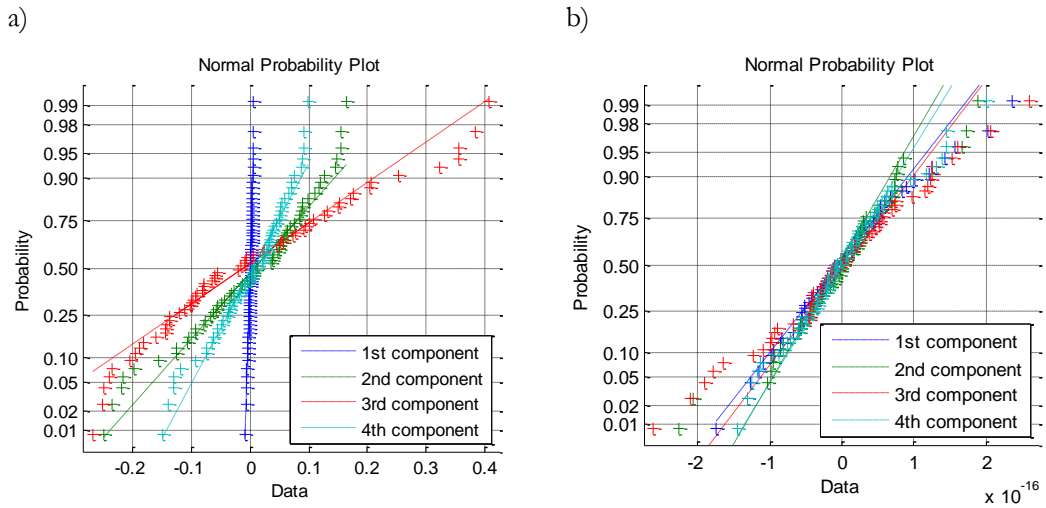 a)
b)
Normal Probability Plot
0.99
0.98
0.95
0.90
0.75
0.50
0.25
0.10
0.05
0.02
0.01
Probability
-0.2
-0.1
0
0.1
0.2
0.3
0.4
Data
1st component
2nd component
3rd component
4th component
Normal Probability Plot
0.99
0.98
0.95
0.90
0.75
0.50
0.25
0.10
0.05
0.02
0.01
Probability
-2
-1
0
1
2
x 10⁻¹⁶
Data
1st component
2nd component
3rd component
4th component